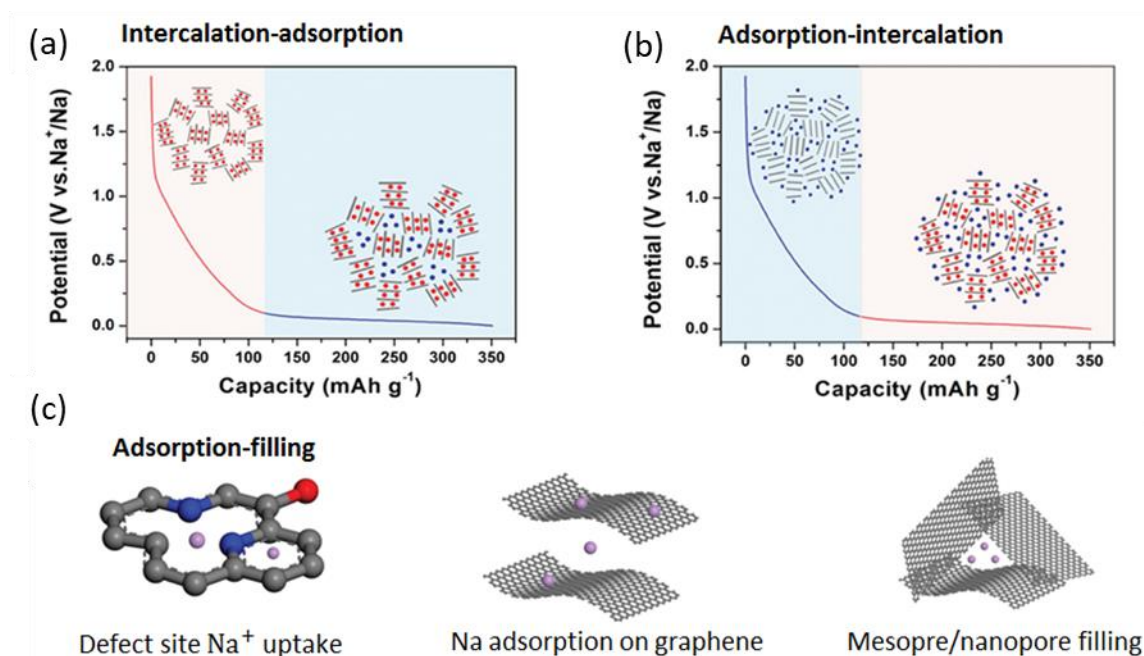 (a)
Intercalation-adsorption
2.0
1.5
1.0
0.5
0.0
Potential (V vs.Na⁺/Na)
0 50 100 150 200 250 300 350
Capacity (mAh g⁻¹)
(b)
Adsorption-intercalation
2.0
1.5
1.0
0.5
0.0
Potential (V vs.Na⁺/Na)
0 50 100 150 200 250 300 350
Capacity (mAh g⁻¹)
(c)
Adsorption-filling
Defect site Na⁺ uptake
Na adsorption on graphene
Mesopre/nanopore filling